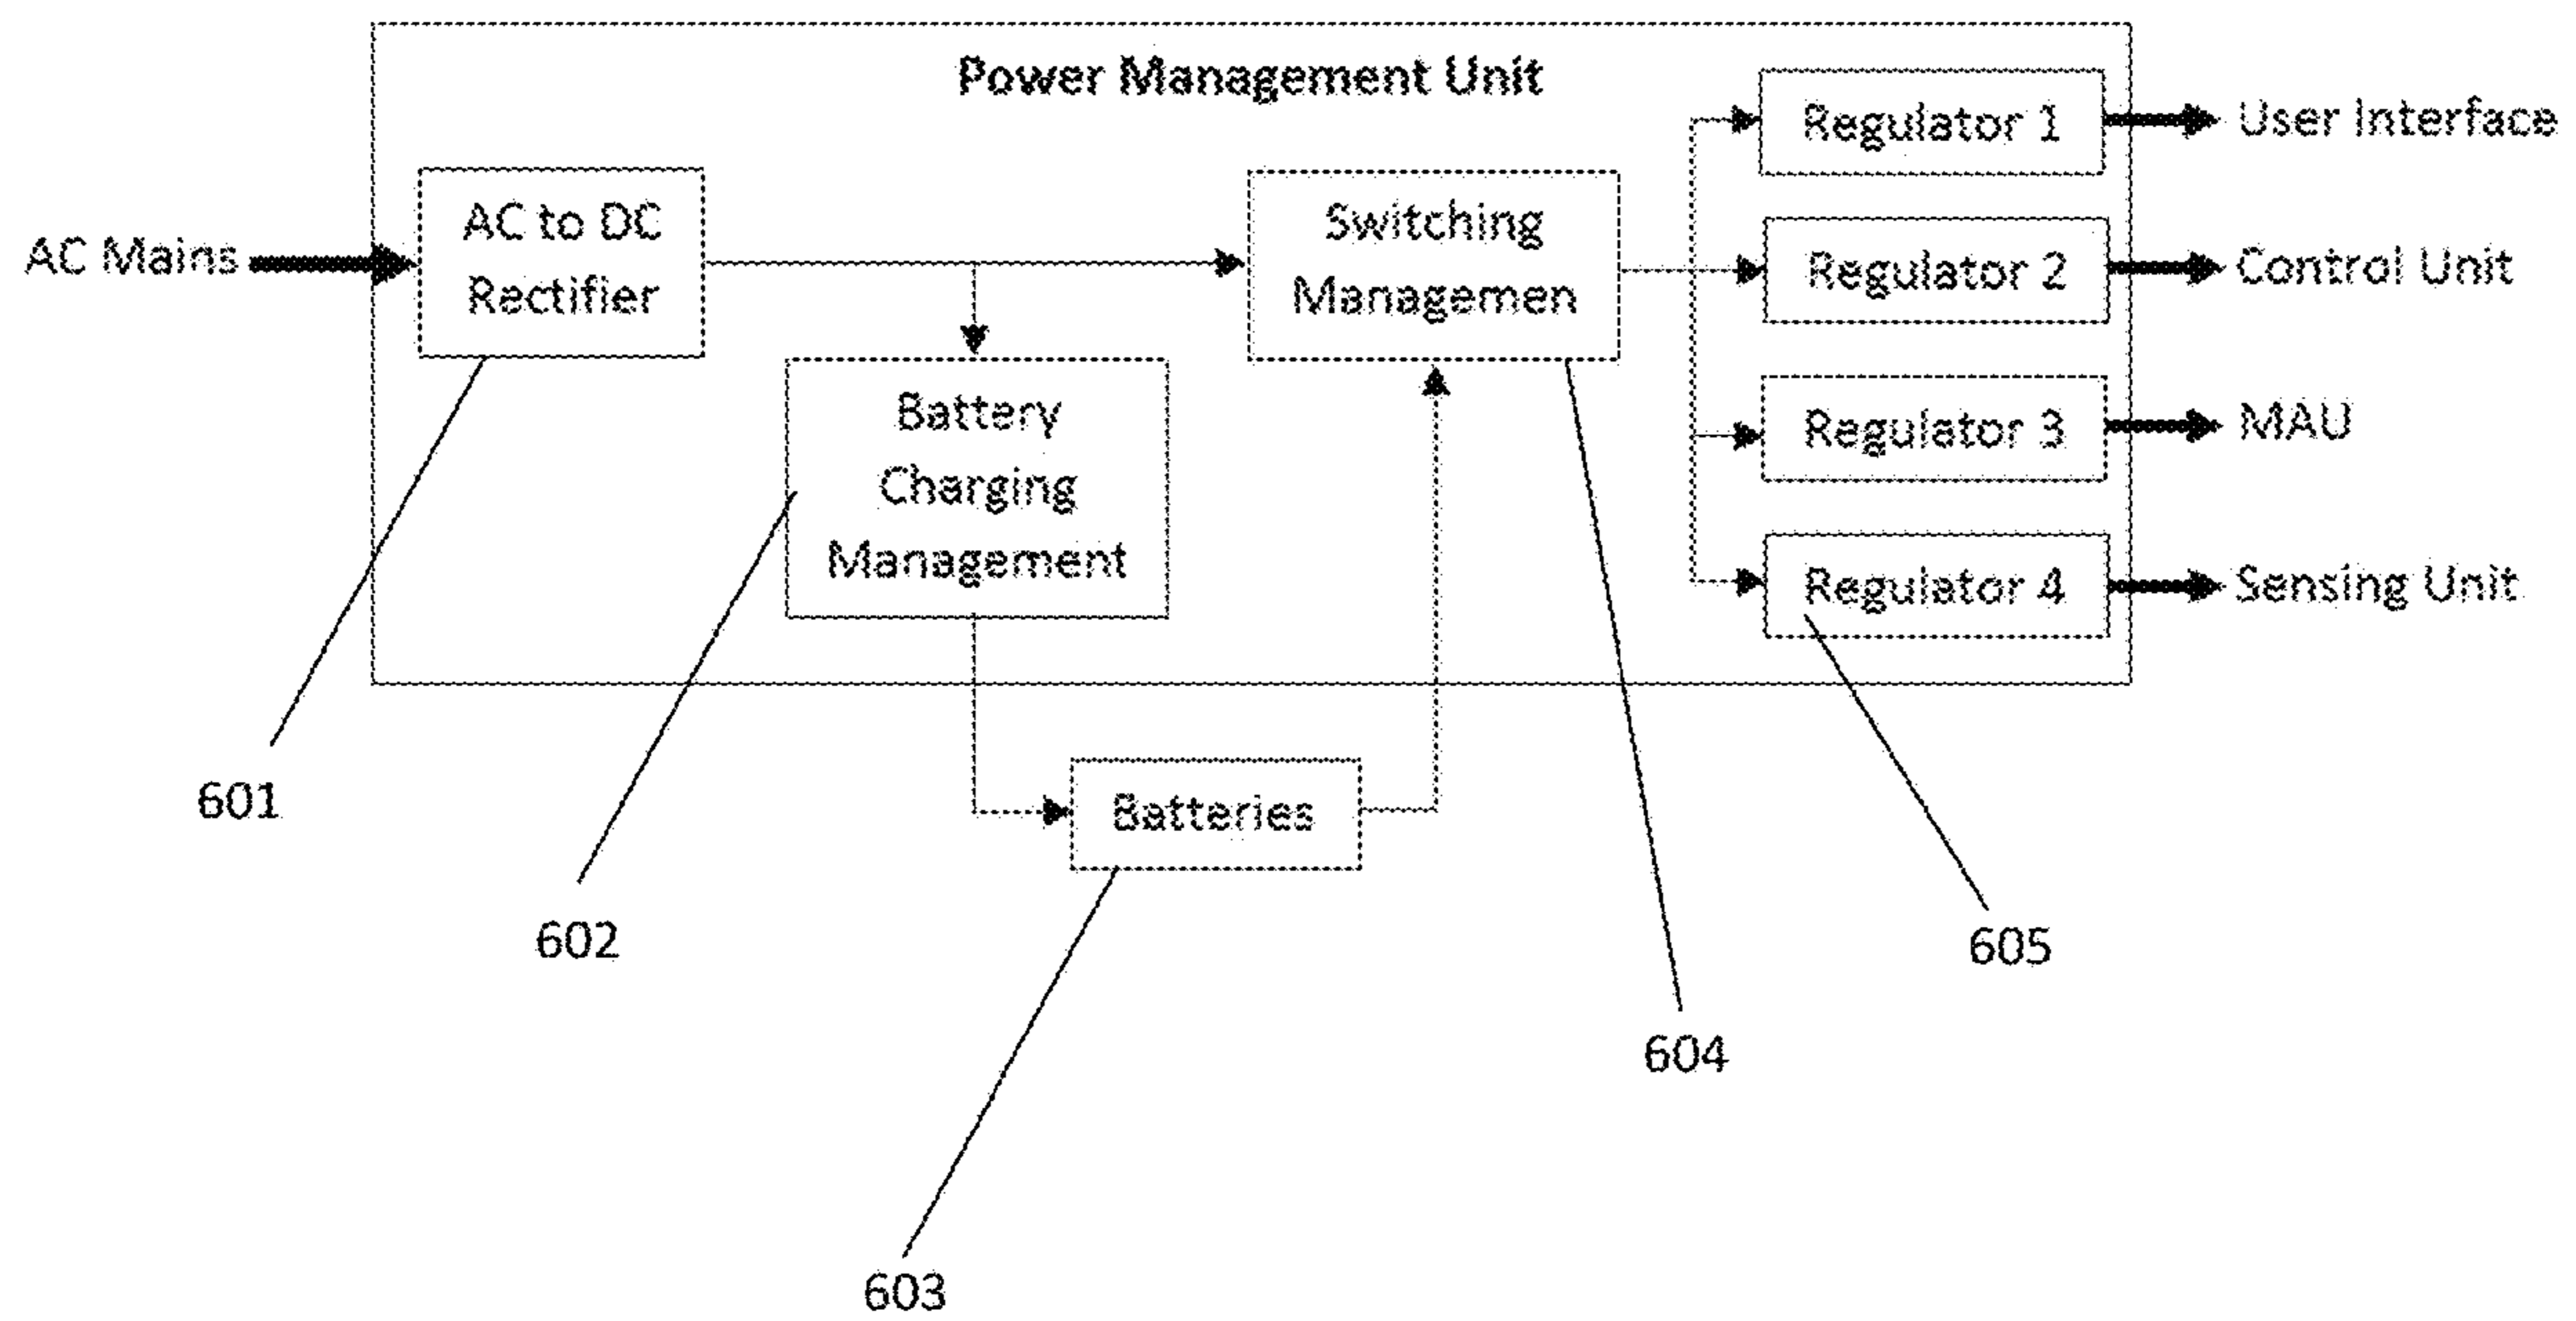 Power Management Unit
AC Mains
AC to DC
Rectifier
Battery
Charging
Management
Switching
Managemen
Regulator 1
User Interface
Regulator 2
Control Unit
Regulator 3
MAU
Regulator 4
Sensing Unit
Batteries
601
602
603
604
605